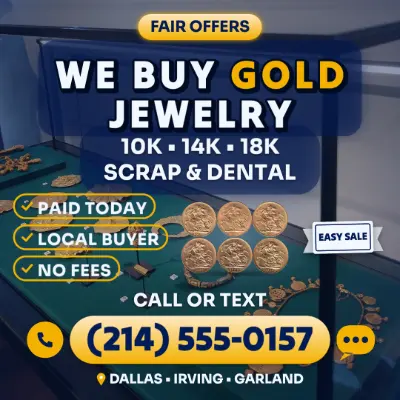 FAIR OFFERS
WE BUY GOLD
JEWELRY
10K ▪ 14K ▪ 18K
SCRAP & DENTAL
✓ PAID TODAY
✓ LOCAL BUYER
✓ NO FEES
EASY SALE
CALL OR TEXT
(214) 555-0157
DALLAS ▪ IRVING ▪ GARLAND